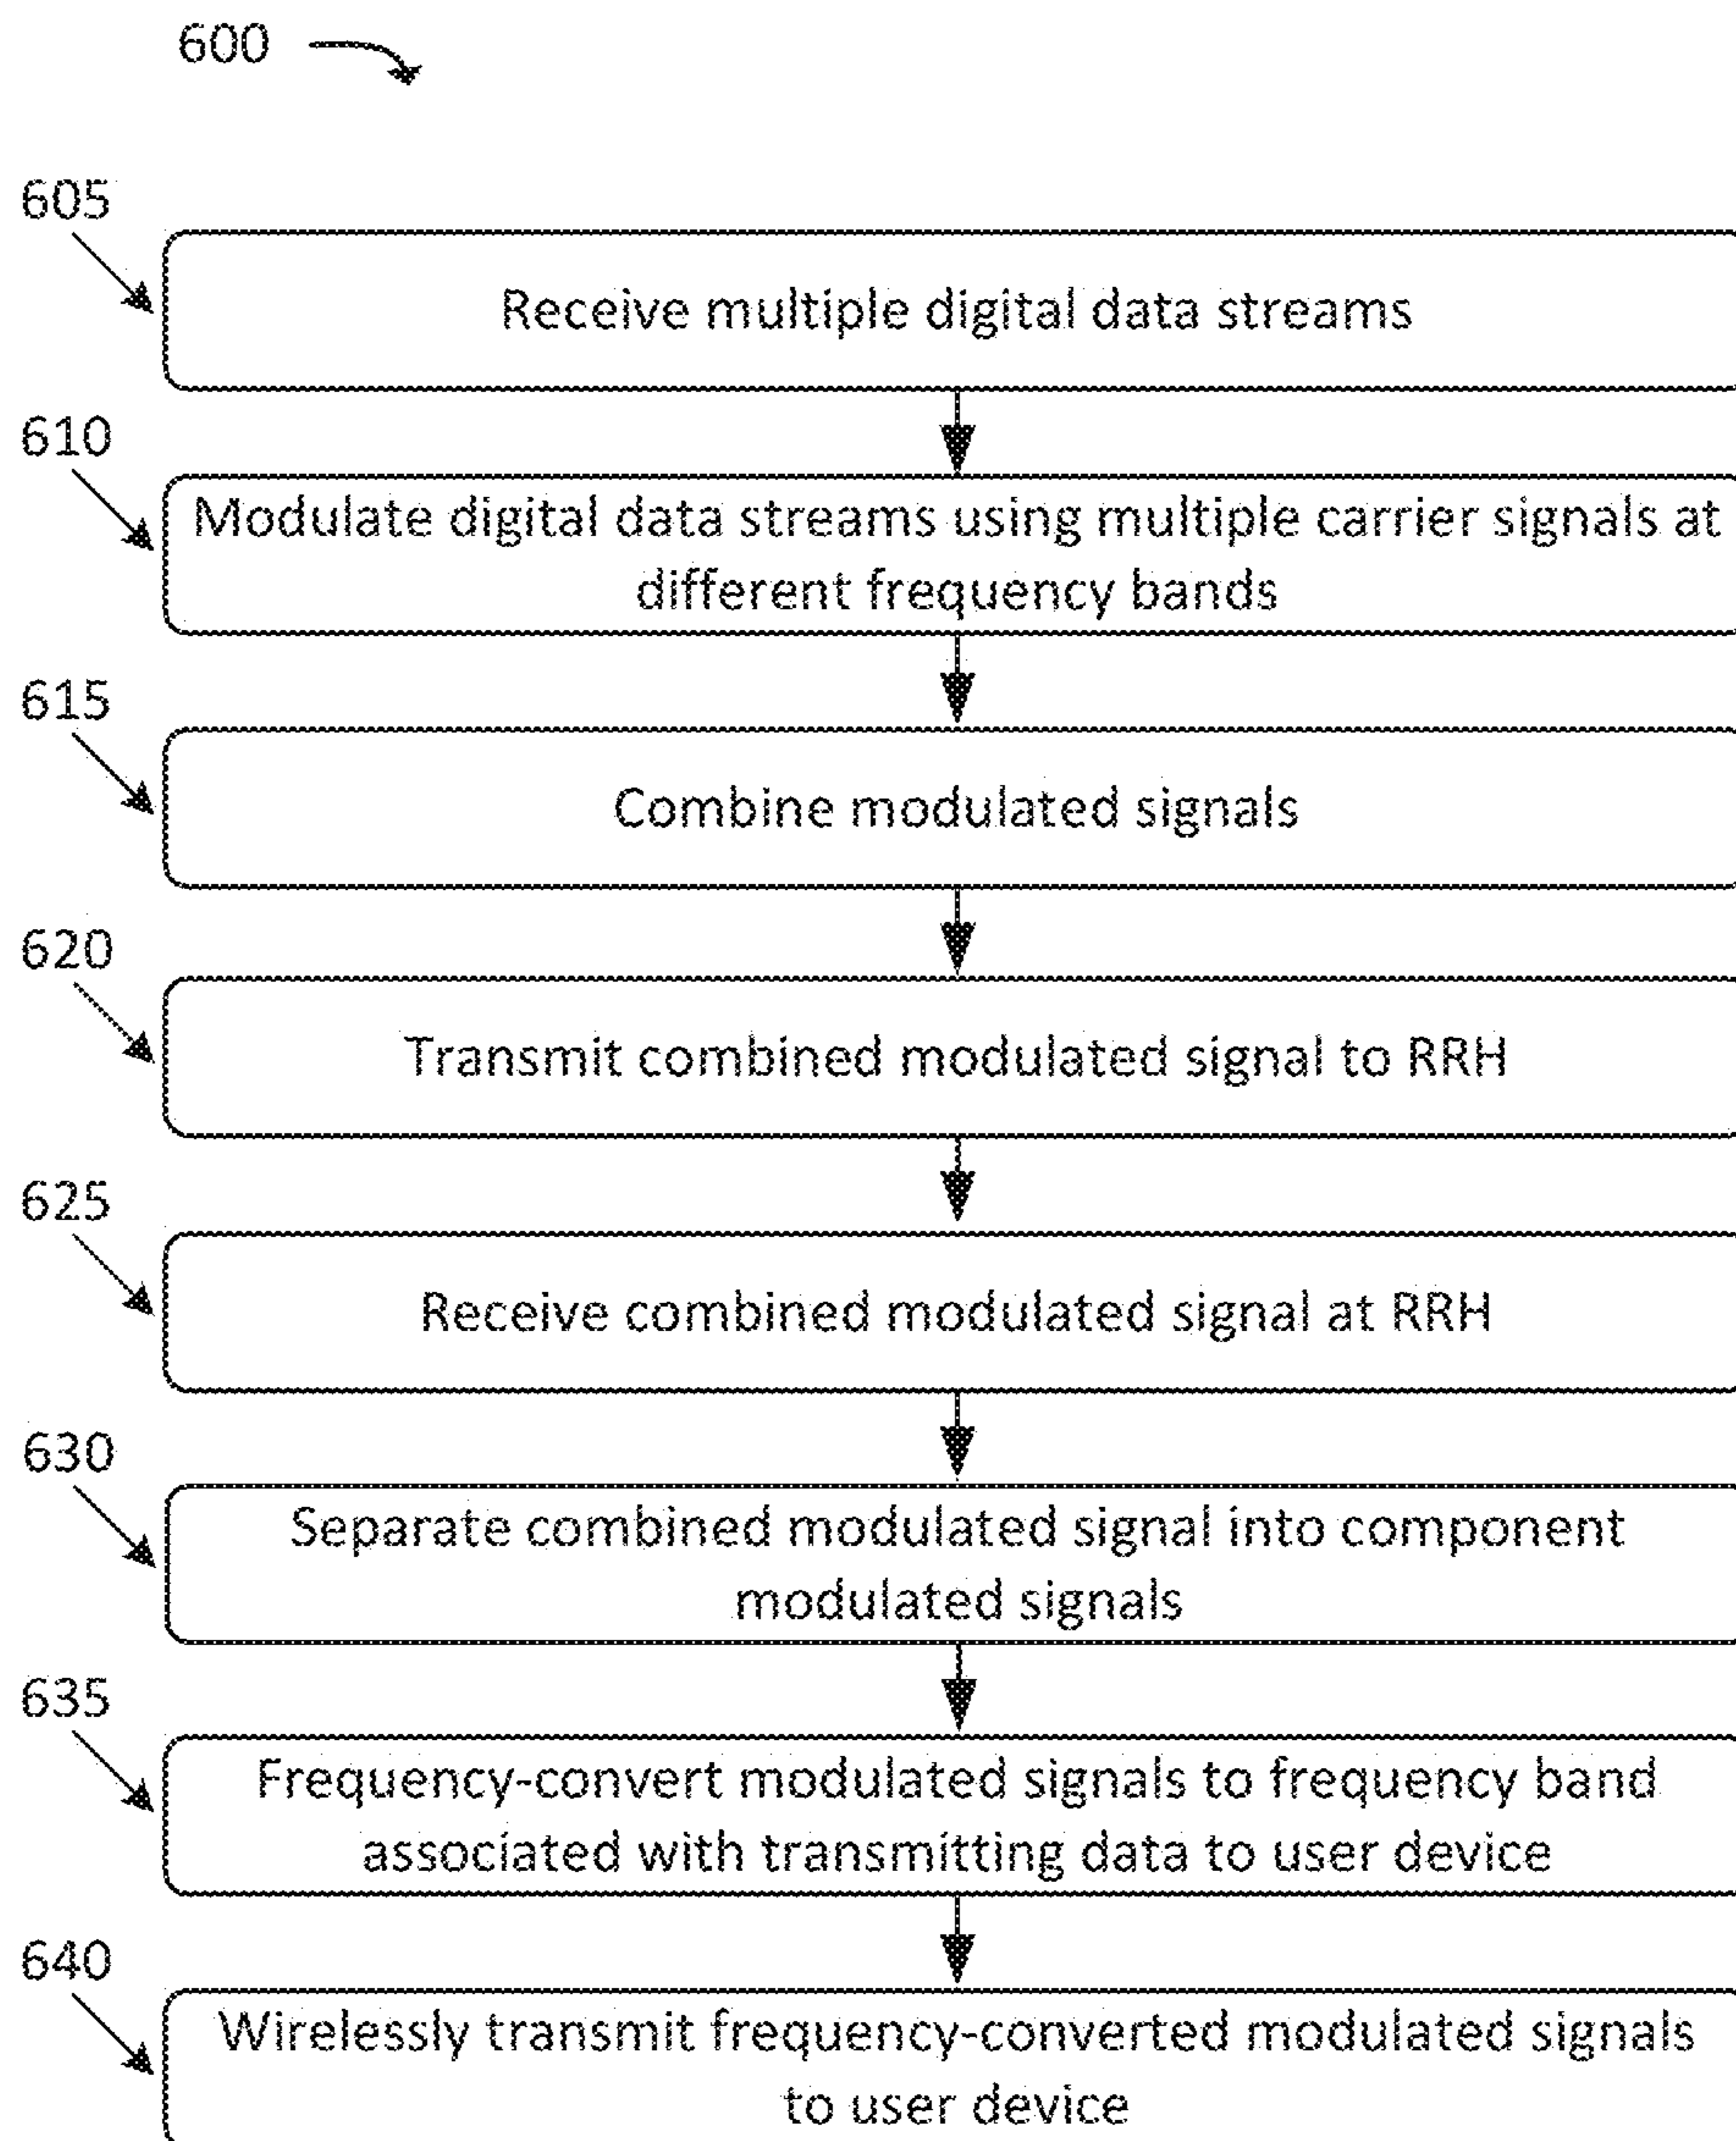 600
605
Receive multiple digital data streams
610
Modulate digital data streams using multiple carrier signals at
different frequency bands
615
Combine modulated signals
620
Transmit combined modulated signal to RRH
625
Receive combined modulated signal at RRH
630
Separate combined modulated signal into component
modulated signals
635
Frequency-convert modulated signals to frequency band
associated with transmitting data to user device
640
Wirelessly transmit frequency-converted modulated signals
to user device